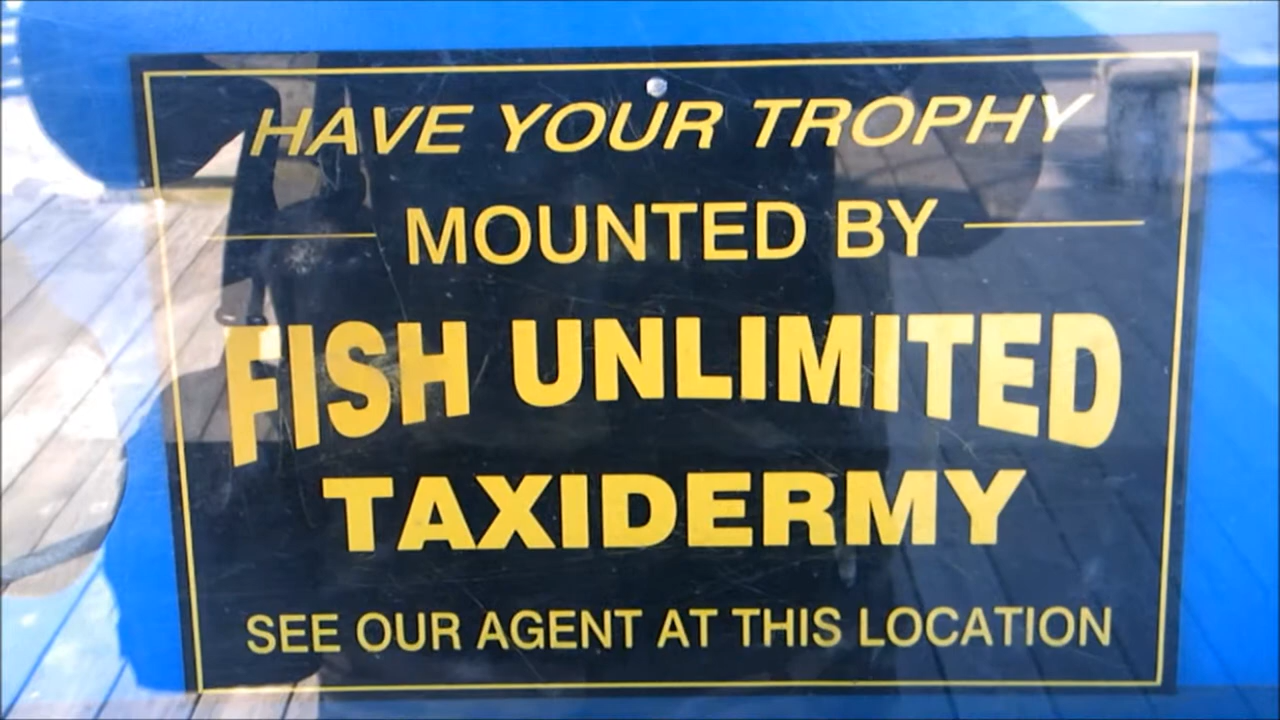 HAVE YOUR TROPHY
MOUNTED BY
FISH UNLIMITED
TAXIDERMY
SEE OUR AGENT AT THIS LOCATION